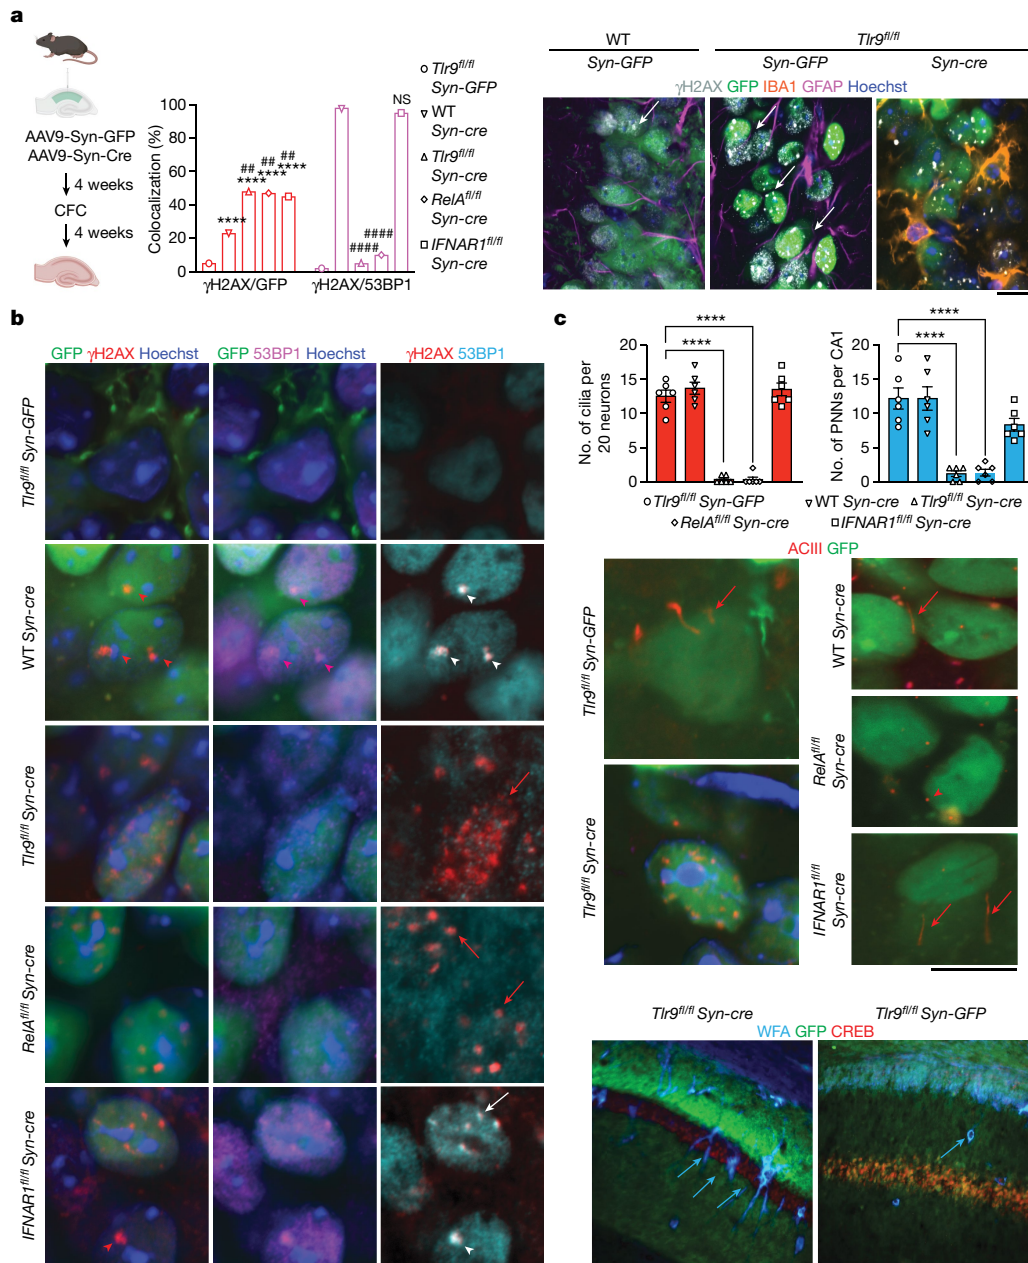 a
AAV9-Syn-GFP
AAV9-Syn-Cre
4 weeks
CFC
4 weeks
Colocalization (%)
100
80
60
40
20
0
****
##
****
##
****
##
****
####
####
NS
γH2AX/GFP
γH2AX/53BP1
Tlr9fl/fl
Syn-GFP
WT
Syn-cre
Tlr9fl/fl
Syn-cre
RelAfl/fl
Syn-cre
IFNAR1fl/fl
Syn-cre
WT
Tlr9fl/fl
Syn-GFP
Syn-GFP
Syn-cre
γH2AX GFP IBA1 GFAP Hoechst
b
GFP γH2AX Hoechst
GFP 53BP1 Hoechst
γH2AX 53BP1
Tlr9fl/fl Syn-GFP
WT Syn-cre
Tlr9fl/fl Syn-cre
RelAfl/fl Syn-cre
IFNAR1fl/fl Syn-cre
c
No. of cilia per
20 neurons
20
15
10
5
0
****
****
No. of PNNs per CA1
20
15
10
5
0
****
****
Tlr9fl/fl Syn-GFP
WT Syn-cre
Tlr9fl/fl Syn-cre
RelAfl/fl Syn-cre
IFNAR1fl/fl Syn-cre
ACIII GFP
Tlr9fl/fl Syn-GFP
Tlr9fl/fl Syn-cre
WT Syn-cre
RelAfl/fl
Syn-cre
IFNAR1fl/fl
Syn-cre
Tlr9fl/fl Syn-cre
Tlr9fl/fl Syn-GFP
WFA GFP CREB